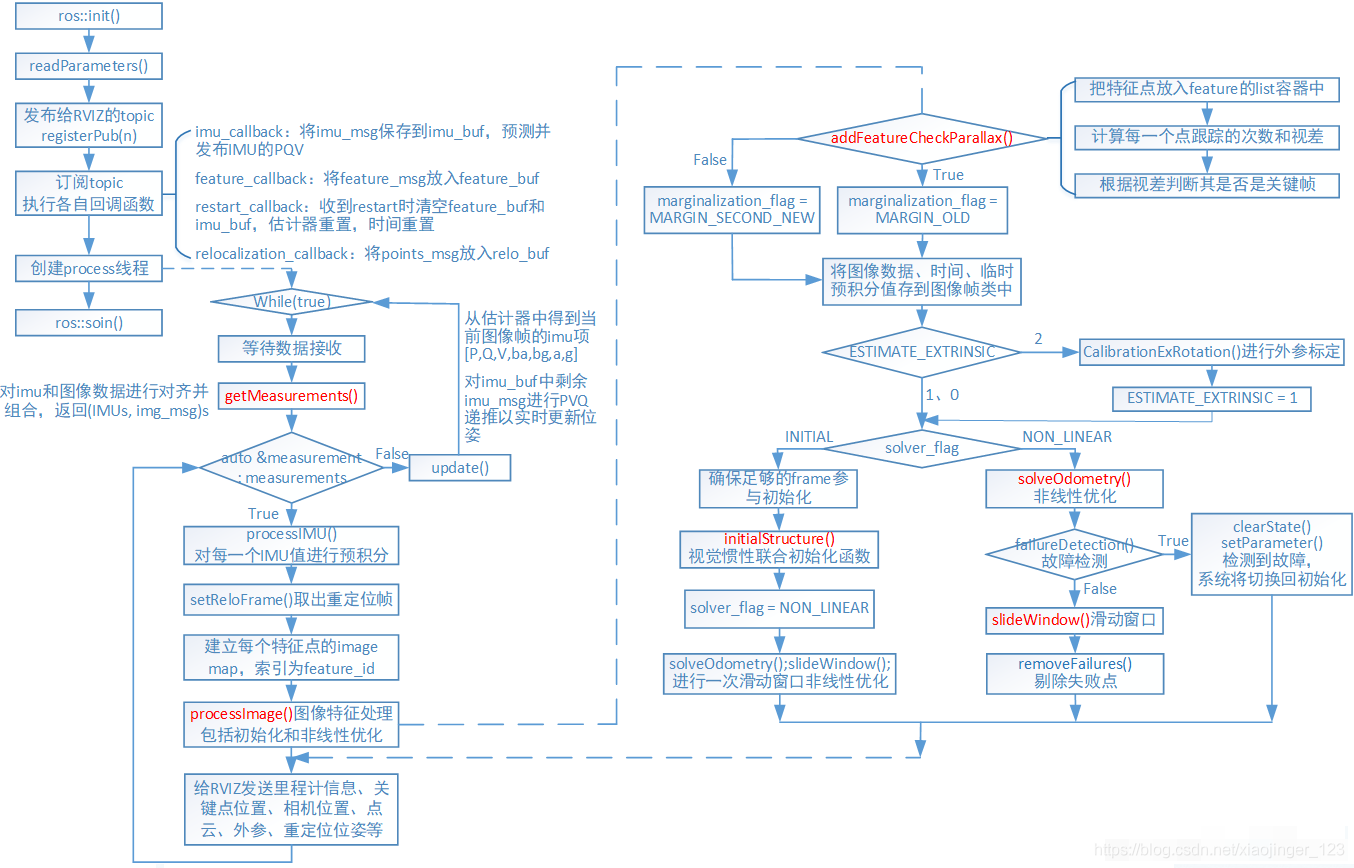 ros::init()
readParameters()
发布给RVIZ的topic
registerPub(n)
订阅topic
执行各自回调函数
创建process线程
ros::soin()
imu_callback：将imu_msg保存到imu_buf，预测并
发布IMU的PQV
feature_callback：将feature_msg放入feature_buf
restart_callback：收到restart时清空feature_buf和
imu_buf，估计器重置，时间重置
relocalization_callback：将points_msg放入relo_buf
While(true)
等待数据接收
getMeasurements()
对imu和图像数据进行对齐并
组合，返回(IMUs, img_msg)s
auto &measurement
: measurements
False
update()
从估计器中得到当
前图像帧的imu项
[P,Q,V,ba,bg,a,g]
对imu_buf中剩余
imu_msg进行PVQ
递推以实时更新位
姿
True
processIMU()
对每一个IMU值进行预积分
setReloFrame()取出重定位帧
建立每个特征点的image
map，索引为feature_id
processImage()图像特征处理
包括初始化和非线性优化
给RVIZ发送里程计信息、关
键点位置、相机位置、点
云、外参、重定位位姿等
addFeatureCheckParallax()
把特征点放入feature的list容器中
计算每一个点跟踪的次数和视差
根据视差判断其是否是关键帧
False
True
marginalization_flag =
MARGIN_SECOND_NEW
marginalization_flag =
MARGIN_OLD
将图像数据、时间、临时
预积分值存到图像帧类中
ESTIMATE_EXTRINSIC
2
CalibrationExRotation()进行外参标定
ESTIMATE_EXTRINSIC = 1
1、0
solver_flag
INITIAL
NON_LINEAR
确保足够的frame参
与初始化
initialStructure()
视觉惯性联合初始化函数
solver_flag = NON_LINEAR
solveOdometry();slideWindow();
进行一次滑动窗口非线性优化
solveOdometry()
非线性优化
failureDetection()
故障检测
True
False
clearState()
setParameter()
检测到故障，
系统将切换回初始化
slideWindow()滑动窗口
removeFailures()
剔除失败点
https://blog.csdn.net/xiaojinger_123